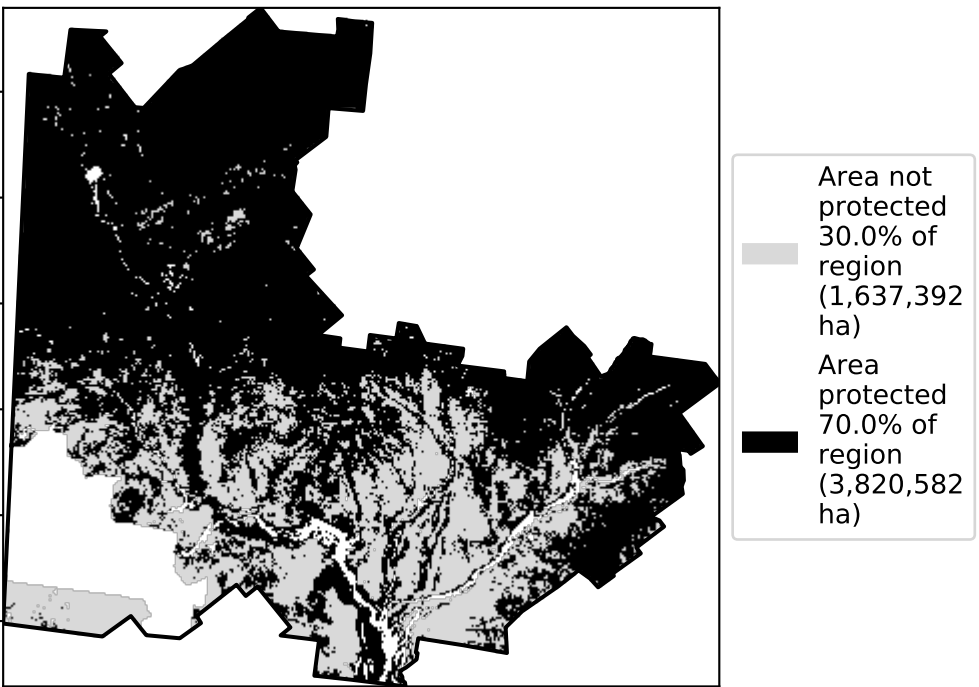 Area not
protected
30.0% of
region
(1,637,392
ha)
Area
protected
70.0% of
region
(3,820,582
ha)